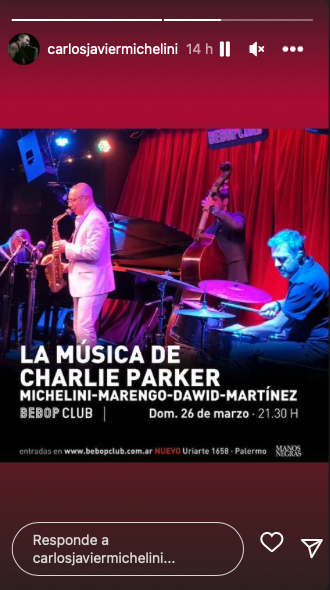 carlosjaviermichelini 14 h
BEBOP CLUB
LA MÚSICA DE
CHARLIE PARKER
MICHELINI-MARENGO-DAWID-MARTÍNEZ
BEBOP CLUB | Dom. 26 de marzo · 21.30 H
entradas en www.bebopclub.com.ar NUEVO Uriarte 1658 - Palermo MANOS
NEGRAS
Responde a
carlosjaviermichelini...